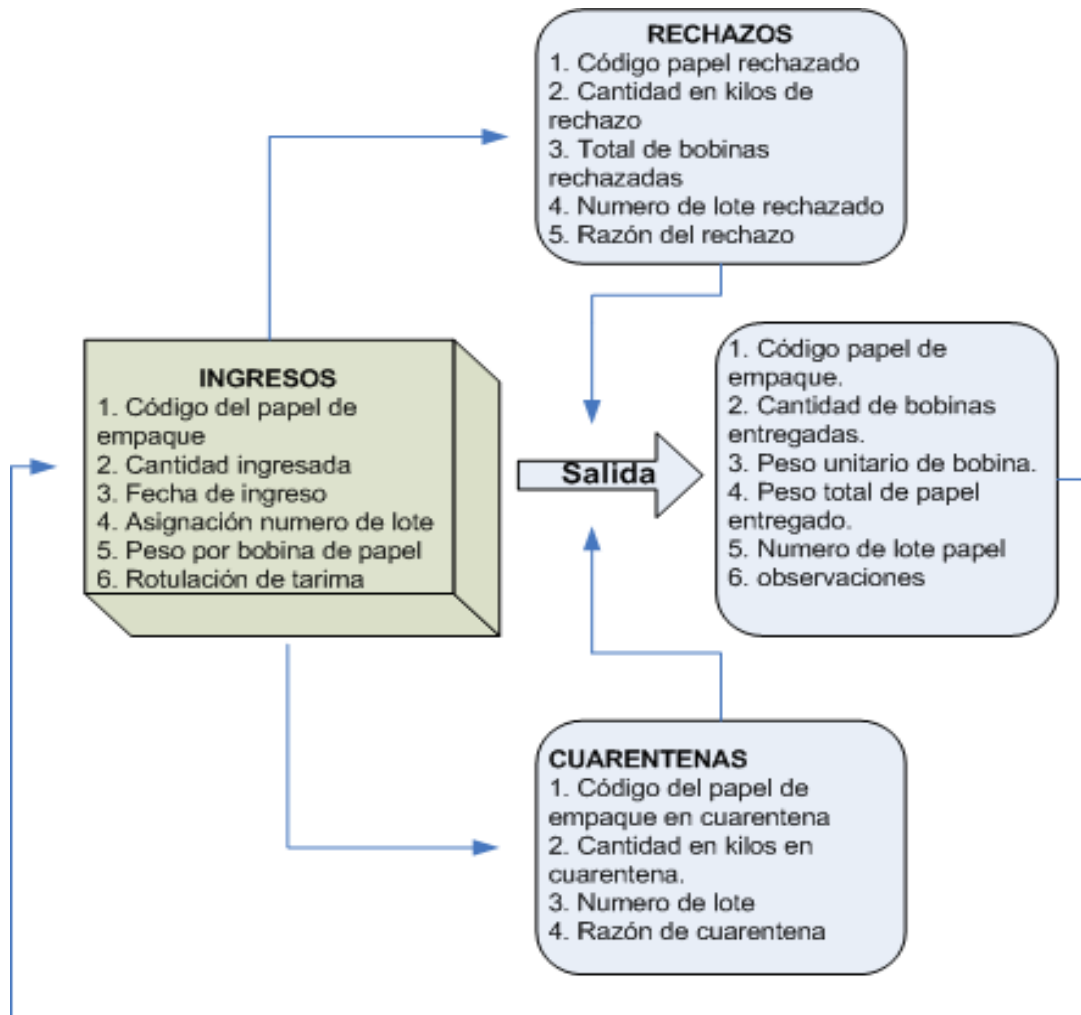 RECHAZOS
1. Código papel rechazado
2. Cantidad en kilos de
rechazo
3. Total de bobinas
rechazadas
4. Numero de lote rechazado
5. Razón del rechazo
INGRESOS
1. Código del papel de
empaque
2. Cantidad ingresada
3. Fecha de ingreso
4. Asignación numero de lote
5. Peso por bobina de papel
6. Rotulación de tarima
Salida
1. Código papel de
empaque.
2. Cantidad de bobinas
entregadas.
3. Peso unitario de bobina.
4. Peso total de papel
entregado.
5. Numero de lote papel
6. observaciones
CUARENTENAS
1. Código del papel de
empaque en cuarentena
2. Cantidad en kilos en
cuarentena.
3. Numero de lote
4. Razón de cuarentena